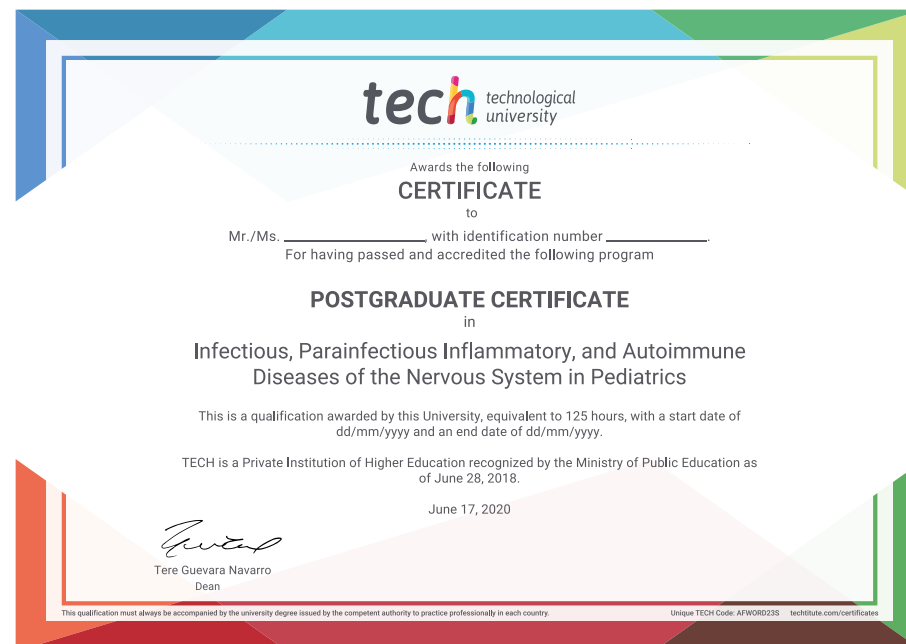 tech technological
university
Awards the following
CERTIFICATE
to
Mr./Ms. ____________________, with identification number ______________.
For having passed and accredited the following program
POSTGRADUATE CERTIFICATE
in
Infectious, Parainfectious Inflammatory, and Autoimmune
Diseases of the Nervous System in Pediatrics
This is a qualification awarded by this University, equivalent to 125 hours, with a start date of
dd/mm/yyyy and an end date of dd/mm/yyyy.
TECH is a Private Institution of Higher Education recognized by the Ministry of Public Education as
of June 28, 2018.
June 17, 2020
Tere Guevara Navarro
Dean
This qualification must always be accompanied by the university degree issued by the competent authority to practice professionally in each country. Unique TECH Code: AFWORD23S techtitute.com/certificates